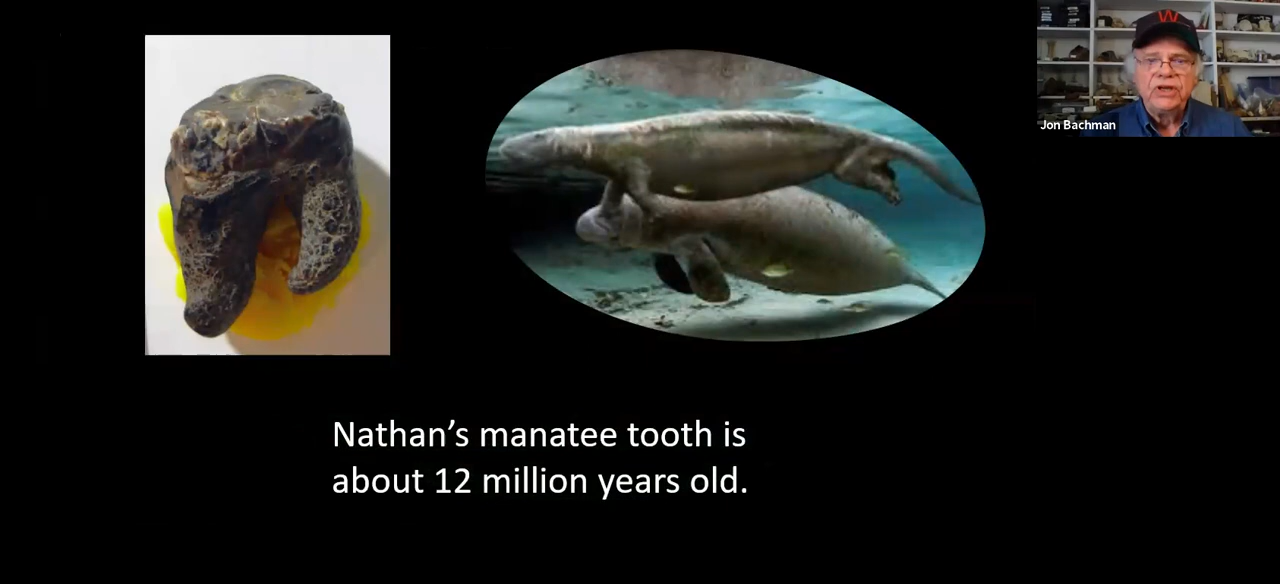 W
Jon Bachman
Nathan’s manatee tooth is
about 12 million years old.